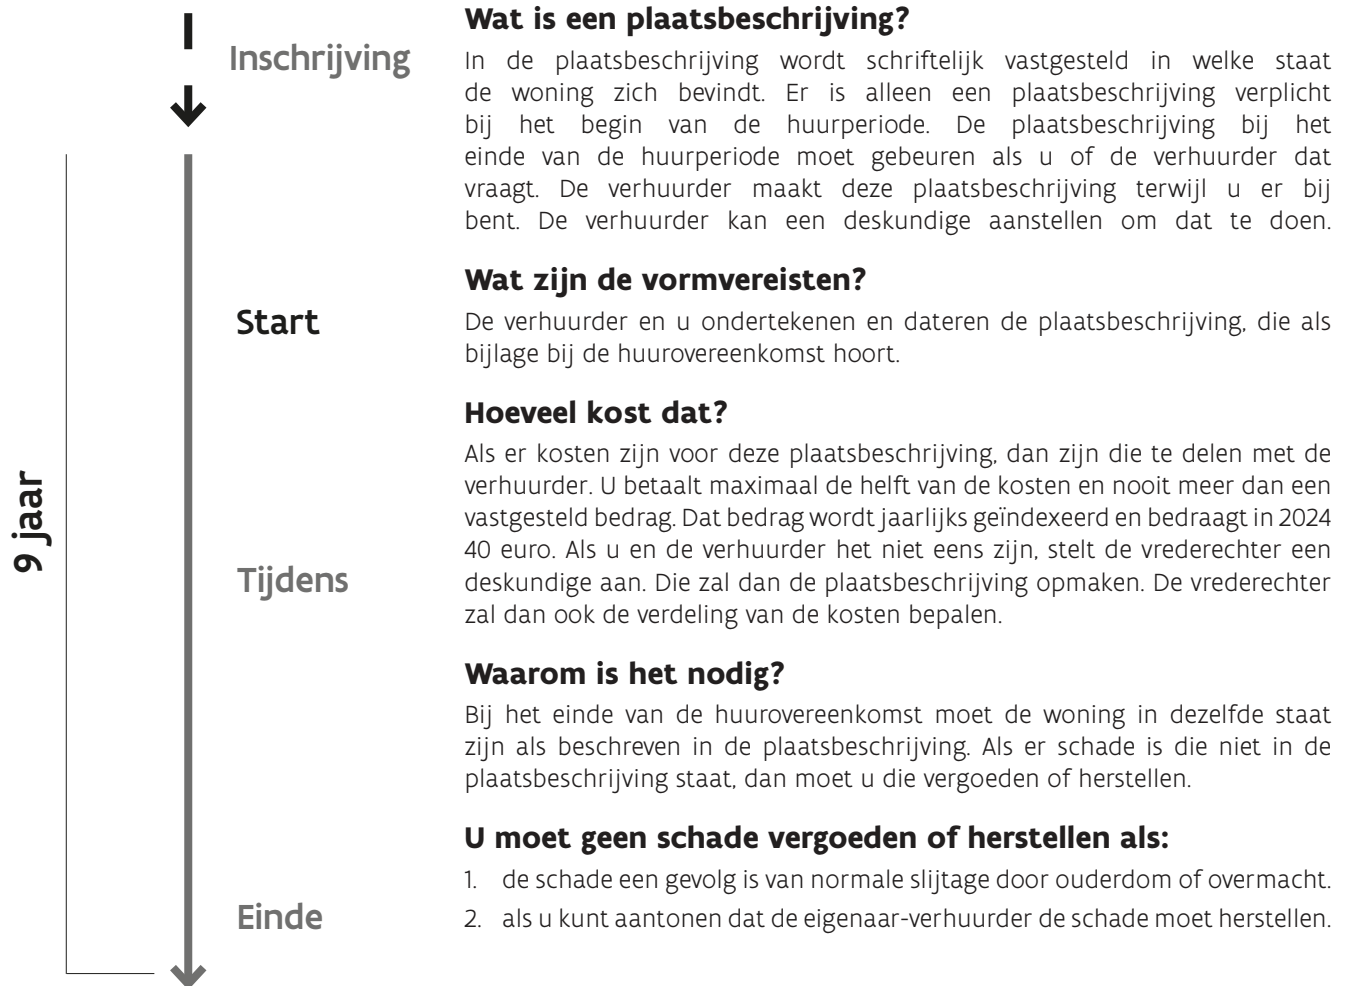 Wat is een plaatsbeschrijving?
Inschrijving
In de plaatsbeschrijving wordt schriftelijk vastgesteld in welke staat
de woning zich bevindt. Er is alleen een plaatsbeschrijving verplicht
bij het begin van de huurperiode. De plaatsbeschrijving bij het
einde van de huurperiode moet gebeuren als u of de verhuurder dat
vraagt. De verhuurder maakt deze plaatsbeschrijving terwijl u er bij
bent. De verhuurder kan een deskundige aanstellen om dat te doen.
Wat zijn de vormvereisten?
Start
De verhuurder en u ondertekenen en dateren de plaatsbeschrijving, die als
bijlage bij de huurovereenkomst hoort.
Hoeveel kost dat?
Als er kosten zijn voor deze plaatsbeschrijving, dan zijn die te delen met de
verhuurder. U betaalt maximaal de helft van de kosten en nooit meer dan een
vastgesteld bedrag. Dat bedrag wordt jaarlijks geïndexeerd en bedraagt in 2024
40 euro. Als u en de verhuurder het niet eens zijn, stelt de vrederechter een
deskundige aan. Die zal dan de plaatsbeschrijving opmaken. De vrederechter
zal dan ook de verdeling van de kosten bepalen.
9 jaar
Tijdens
Waarom is het nodig?
Bij het einde van de huurovereenkomst moet de woning in dezelfde staat
zijn als beschreven in de plaatsbeschrijving. Als er schade is die niet in de
plaatsbeschrijving staat, dan moet u die vergoeden of herstellen.
U moet geen schade vergoeden of herstellen als:
1. de schade een gevolg is van normale slijtage door ouderdom of overmacht.
2. als u kunt aantonen dat de eigenaar-verhuurder de schade moet herstellen.
Einde